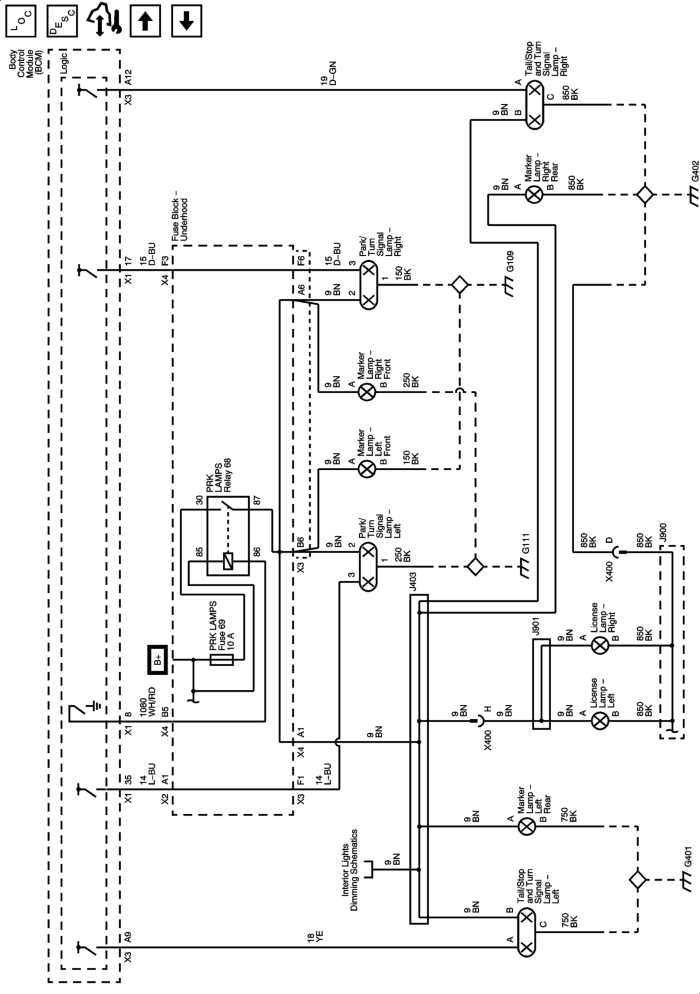 LOC
DESC
Body
Control
Module
(BCM)
Logic
X3 A12
19
D-GN
X1 17
15
D-BU
X4 F3
Fuse Block –
Underhood
F6
15
D-BU
3
A6
9
BN
2
Park/
Turn
Signal
Lamp –
Right
1
150
BK
G109
9
BN
A
Marker
Lamp –
Right
Front
B
250
BK
9
BN
A
Marker
Lamp –
Left
Front
B
150
BK
PRK
LAMPS
Relay 68
30
87
85
86
B+
PRK LAMPS
Fuse 69
10 A
X3 B6
9
BN
2
3
Park/
Turn
Signal
Lamp –
Left
1
250
BK
G111
X1 8
1080
WH/RD
X4 B5
X4 A1
9
BN
X1 35
14
L-BU
X2 A1
X3 F1
14
L-BU
X3 A9
18
YE
Interior Lights
Dimming Schematics
9
BN
J403
9
BN
B
A
Tail/Stop
and Turn
Signal
Lamp –
Left
C
750
BK
9
BN
A
Marker
Lamp –
Left
Rear
B
750
BK
G401
9
BN
X400 H
9
BN
J901
A
License
Lamp –
Left
B
850
BK
9
BN
A
License
Lamp –
Right
B
J900
850
BK
X400 D
850
BK
A
9
BN
B
Tail/Stop
and Turn
Signal
Lamp –
Right
C
850
BK
9
BN
A
Marker
Lamp –
Right
Rear
B
850
BK
G402